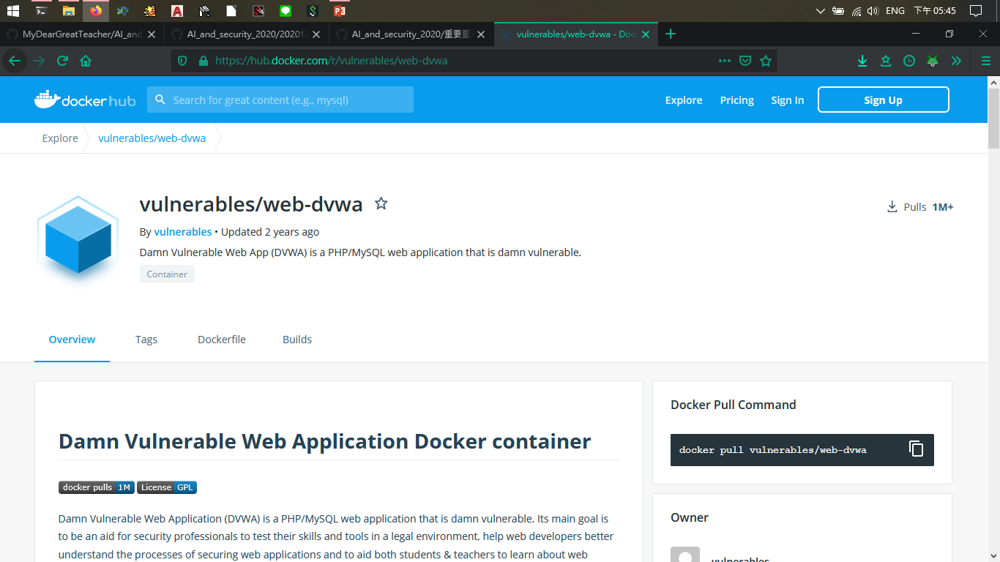 ENG 下午 05:45
MyDearGreatTeacher/AI_and_
AI_and_security_2020/202012
AI_and_security_2020/重要重
vulnerables/web-dvwa - Doc
https://hub.docker.com/r/vulnerables/web-dvwa
docker hub
Search for great content (e.g., mysql)
Explore
Pricing
Sign In
Sign Up
Explore
vulnerables/web-dvwa
vulnerables/web-dvwa
Pulls 1M+
By vulnerables • Updated 2 years ago
Damn Vulnerable Web App (DVWA) is a PHP/MySQL web application that is damn vulnerable.
Container
Overview
Tags
Dockerfile
Builds
Damn Vulnerable Web Application Docker container
docker pulls 1M License GPL
Damn Vulnerable Web Application (DVWA) is a PHP/MySQL web application that is damn vulnerable. Its main goal is
to be an aid for security professionals to test their skills and tools in a legal environment, help web developers better
understand the processes of securing web applications and to aid both students & teachers to learn about web
Docker Pull Command
docker pull vulnerables/web-dvwa
Owner
vulnerables